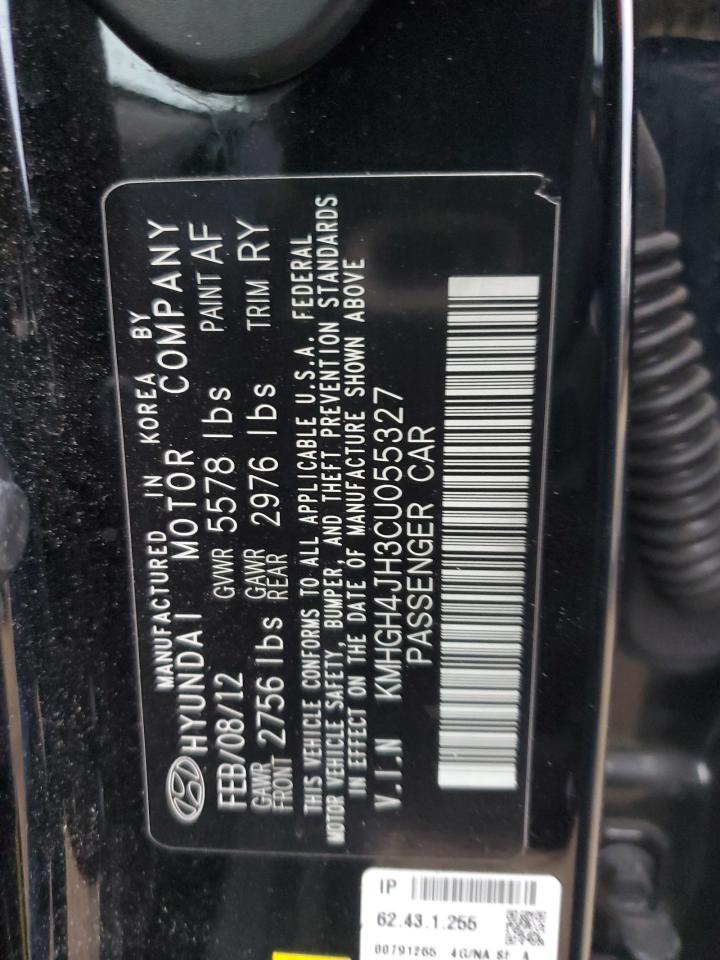 MANUFACTURED IN KOREA BY
HYUNDAI MOTOR COMPANY
FEB/08/12 GVWR 5578 lbs PAINT AF
GAWR FRONT 2756 lbs GAWR REAR 2976 lbs TRIM RY
THIS VEHICLE CONFORMS TO ALL APPLICABLE U.S.A. FEDERAL
MOTOR VEHICLE SAFETY, BUMPER, AND THEFT PREVENTION STANDARDS
IN EFFECT ON THE DATE OF MANUFACTURE SHOWN ABOVE
V.I.N KMHGH4JH3CU055327
PASSENGER CAR
IP
62.43.1.255
00791265 4G/NA